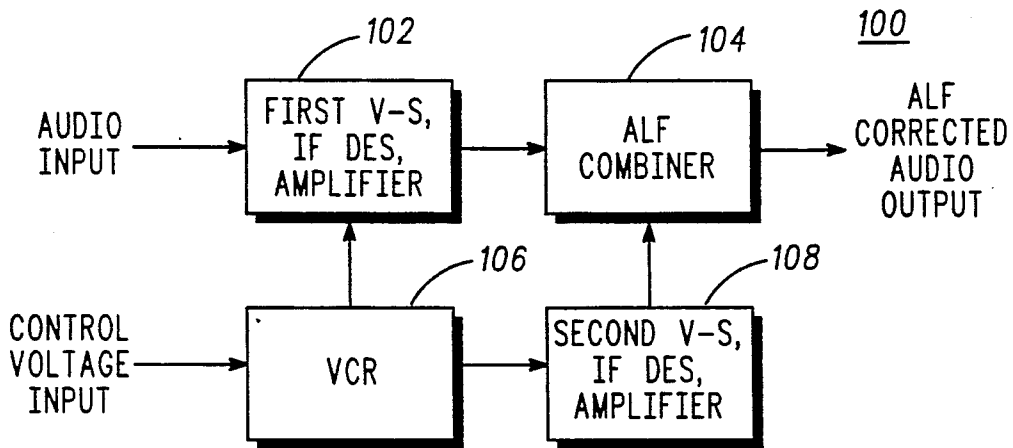 100
102
104
AUDIO
INPUT
FIRST V-S,
IF DES,
AMPLIFIER
ALF
COMBINER
ALF
CORRECTED
AUDIO
OUTPUT
106
108
CONTROL
VOLTAGE
INPUT
VCR
SECOND V-S,
IF DES,
AMPLIFIER